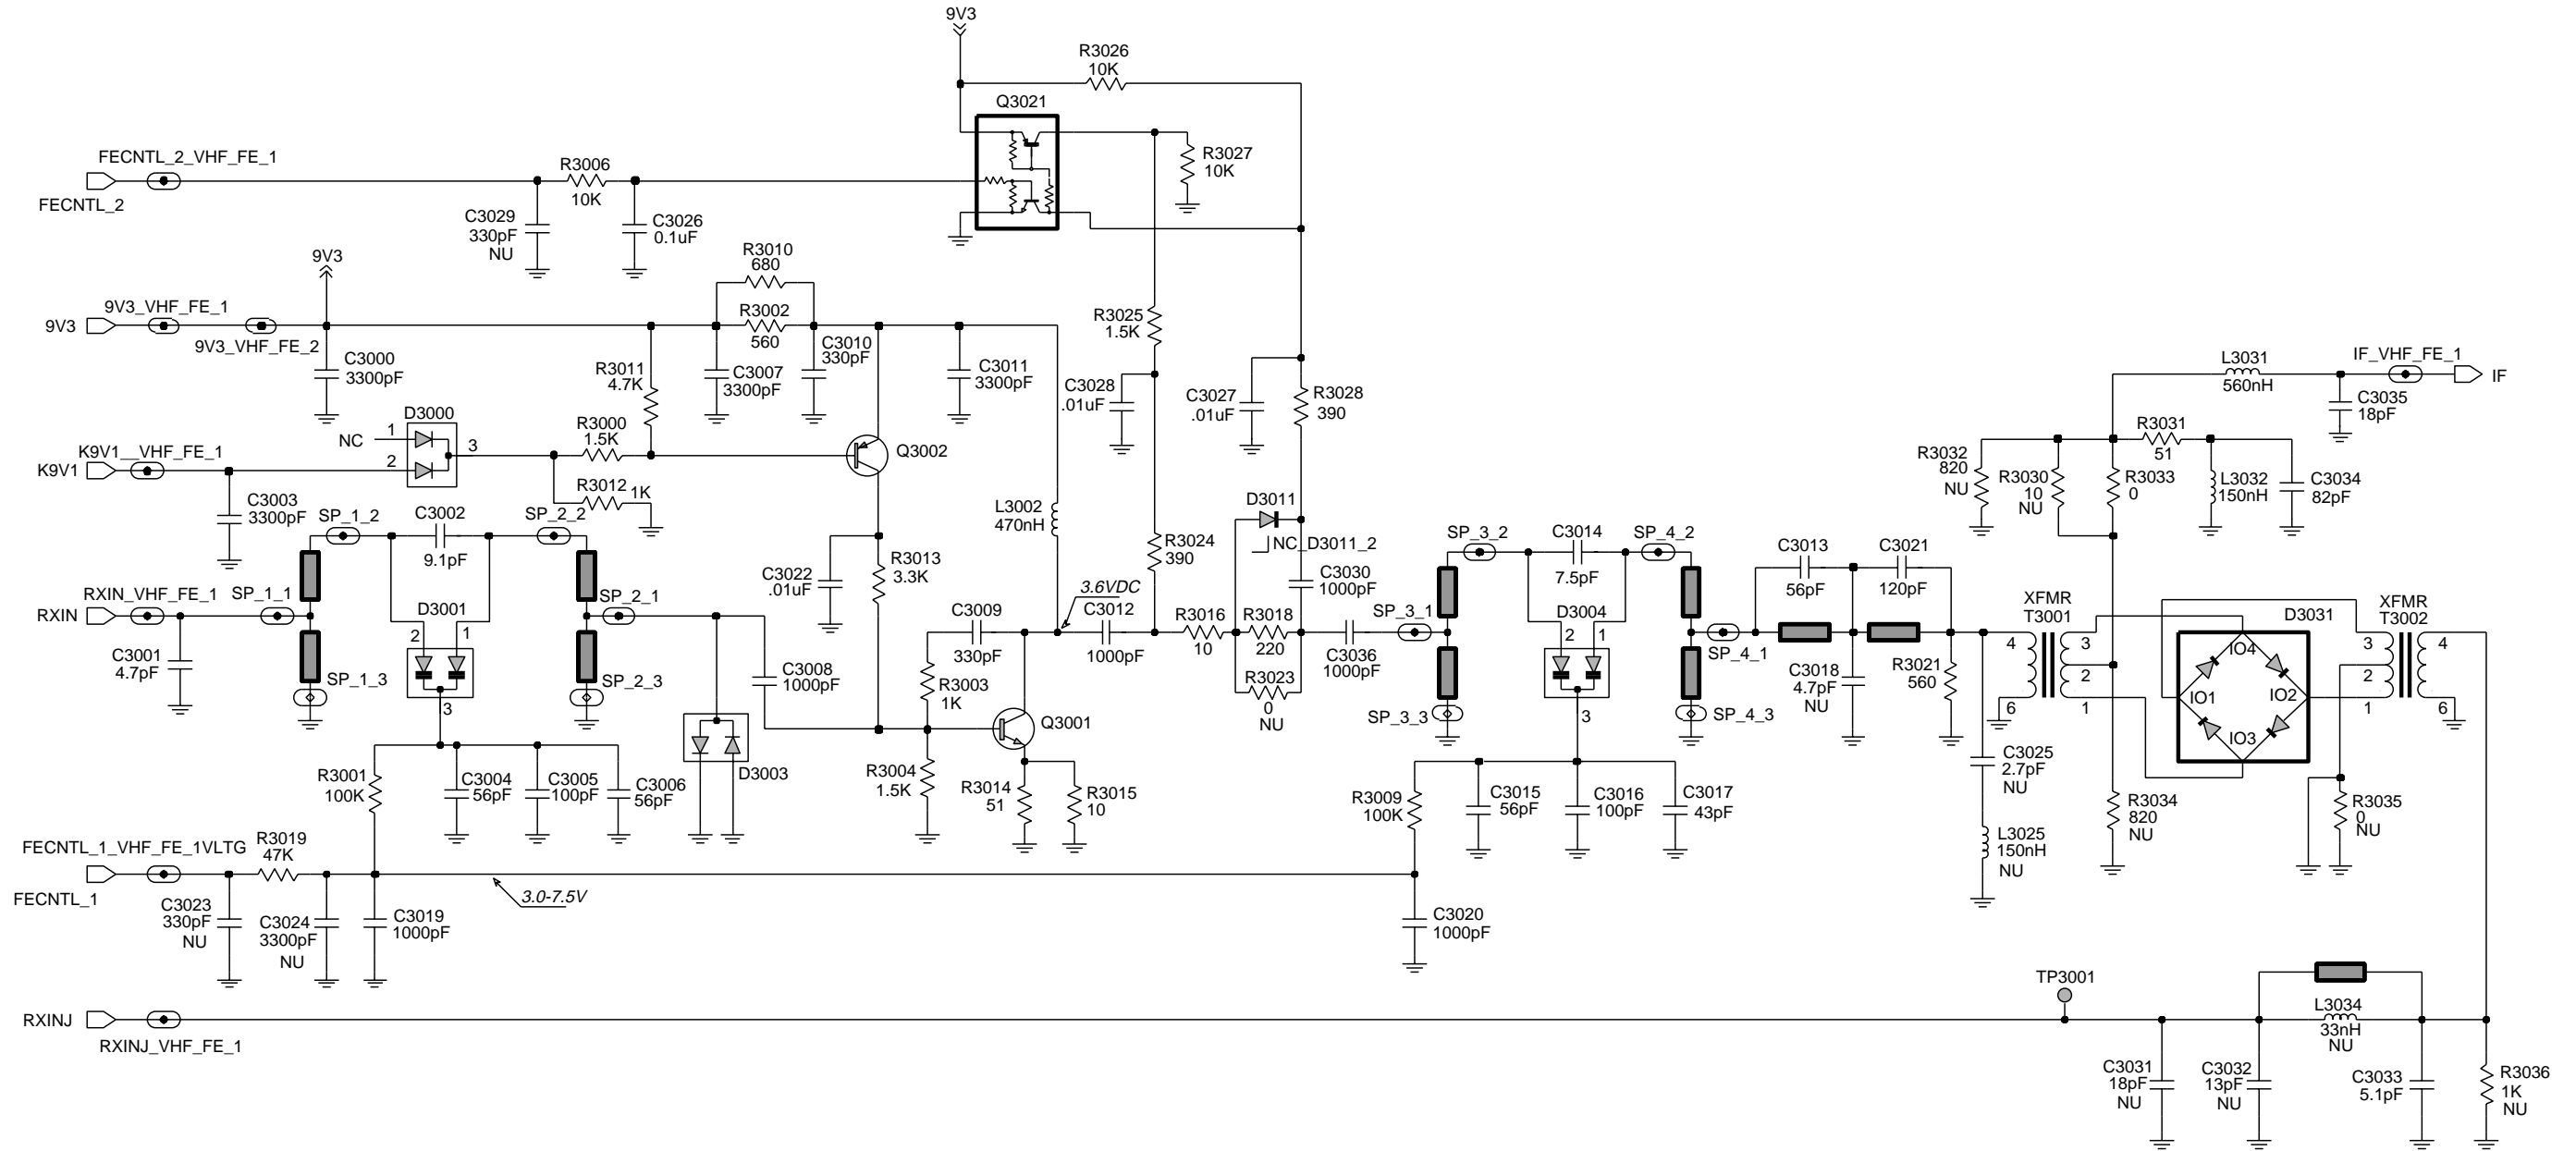 9V3
R3026
10K
Q3021
R3027
10K
FECNTL_2_VHF_FE_1
FECNTL_2
R3006
10K
C3029
330pF
NU
C3026
0.1uF
9V3
9V3_VHF_FE_1
9V3
9V3_VHF_FE_2
C3000
3300pF
R3010
680
R3002
560
R3011
4.7K
C3007
3300pF
C3010
330pF
C3011
3300pF
R3025
1.5K
C3028
.01uF
C3027
.01uF
R3028
390
D3000
NC
1
2
3
K9V1__VHF_FE_1
K9V1
C3003
3300pF
R3000
1.5K
R3012
1K
Q3002
L3002
470nH
R3024
390
D3011
NC_D3011_2
C3030
1000pF
SP_1_2
C3002
9.1pF
SP_2_2
RXIN_VHF_FE_1
RXIN
SP_1_1
C3001
4.7pF
SP_1_3
D3001
2
1
3
SP_2_1
SP_2_3
C3022
.01uF
R3013
3.3K
C3008
1000pF
D3003
C3009
330pF
R3003
1K
3.6VDC
C3012
1000pF
Q3001
R3004
1.5K
R3014
51
R3015
10
R3016
10
R3018
220
R3023
0
NU
C3036
1000pF
SP_3_1
SP_3_2
SP_3_3
C3014
7.5pF
SP_4_2
D3004
2
1
3
SP_4_1
SP_4_3
C3013
56pF
C3021
120pF
C3018
4.7pF
NU
R3021
560
C3025
2.7pF
NU
L3025
150nH
NU
XFMR
T3001
4
6
3
2
1
R3032
820
NU
R3030
10
NU
R3033
0
R3031
51
L3032
150nH
C3034
82pF
L3031
560nH
IF_VHF_FE_1
IF
C3035
18pF
D3031
IO4
IO1
IO2
IO3
XFMR
T3002
3
2
1
4
6
R3034
820
NU
R3035
0
NU
R3001
100K
C3004
56pF
C3005
100pF
C3006
56pF
R3009
100K
C3015
56pF
C3016
100pF
C3017
43pF
FECNTL_1_VHF_FE_1VLTG
FECNTL_1
R3019
47K
3.0-7.5V
C3023
330pF
NU
C3024
3300pF
NU
C3019
1000pF
C3020
1000pF
RXINJ
RXINJ_VHF_FE_1
TP3001
L3034
33nH
NU
C3031
18pF
NU
C3032
13pF
NU
C3033
5.1pF
R3036
1K
NU